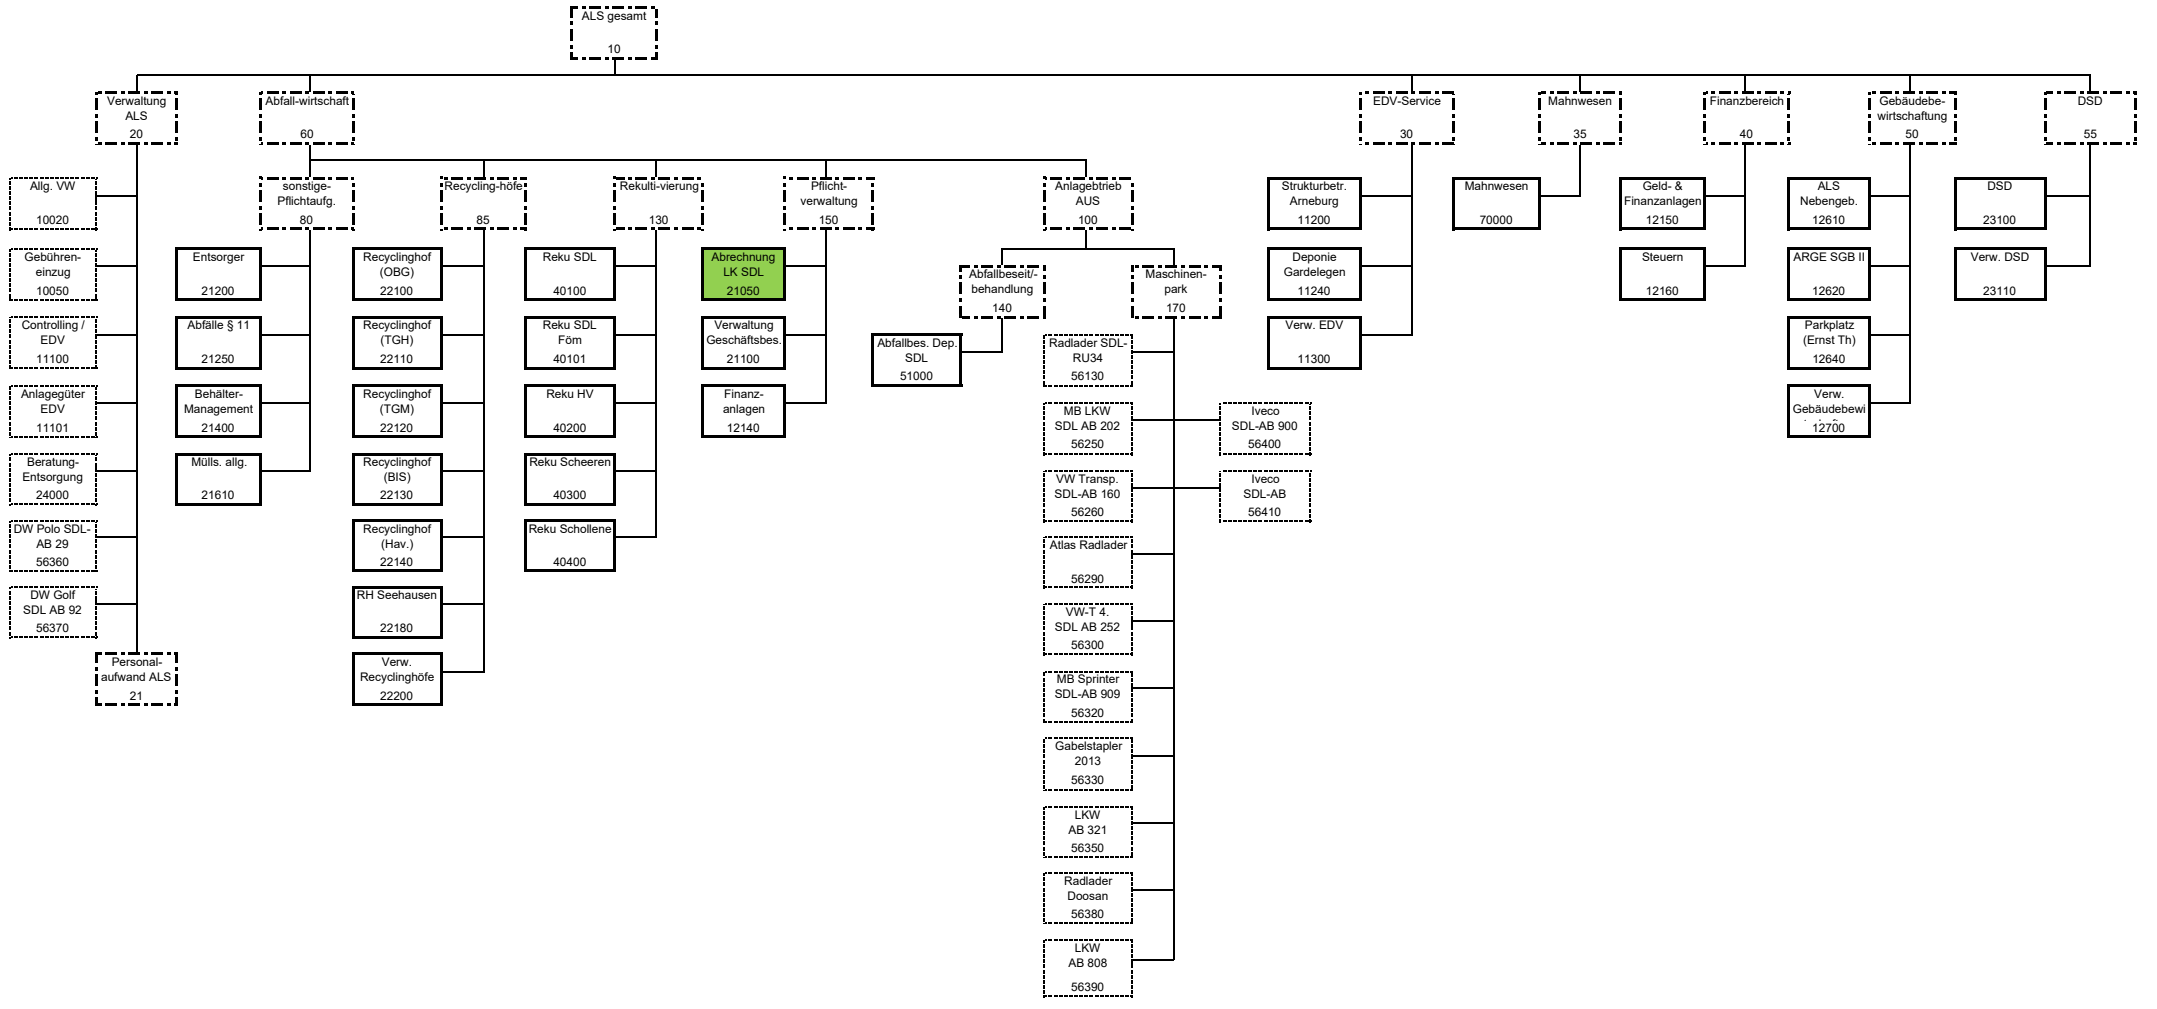 ALS gesamt
10
Verwaltung
ALS
20
Abfall-wirtschaft
60
EDV-Service
30
Mahnwesen
35
Finanzbereich
40
Gebäudebe-
wirtschaftung
50
DSD
55
Allg. VW
10020
Gebühren-
einzug
10050
Controlling /
EDV
11100
Anlagegüter
EDV
11101
Beratung-
Entsorgung
24000
DW Polo SDL-
AB 29
56360
DW Golf
SDL AB 92
56370
Personal-
aufwand ALS
21
sonstige-
Pflichtaufg.
80
Entsorger
21200
Abfälle § 11
21250
Behälter-
Management
21400
Mülls. allg.
21610
Recycling-höfe
85
Recyclinghof
(OBG)
22100
Recyclinghof
(TGH)
22110
Recyclinghof
(TGM)
22120
Recyclinghof
(BIS)
22130
Recyclinghof
(Hav.)
22140
RH Seehausen
22180
Verw.
Recyclinghöfe
22200
Rekulti-vierung
130
Reku SDL
40100
Reku SDL
Föm
40101
Reku HV
40200
Reku Scheeren
40300
Reku Schollene
40400
Pflicht-
verwaltung
150
Abrechnung
LK SDL
21050
Verwaltung
Geschäftsbes.
21100
Finanz-
anlagen
12140
Anlagebtrieb
AUS
100
Abfallbeseit/-
behandlung
140
Abfallbes. Dep.
SDL
51000
Maschinen-
park
170
Radlader SDL-
RU34
56130
MB LKW
SDL AB 202
56250
Iveco
SDL-AB 900
56400
VW Transp.
SDL-AB 160
56260
Iveco
SDL-AB
56410
Atlas Radlader
56290
VW-T 4.
SDL AB 252
56300
MB Sprinter
SDL-AB 909
56320
Gabelstapler
2013
56330
LKW
AB 321
56350
Radlader
Doosan
56380
LKW
AB 808
56390
Strukturbetr.
Arneburg
11200
Deponie
Gardelegen
11240
Verw. EDV
11300
Mahnwesen
70000
Geld- &
Finanzanlagen
12150
Steuern
12160
ALS
Nebengeb.
12610
ARGE SGB II
12620
Parkplatz
(Ernst Th)
12640
Verw.
Gebäudebewi
12700
DSD
23100
Verw. DSD
23110